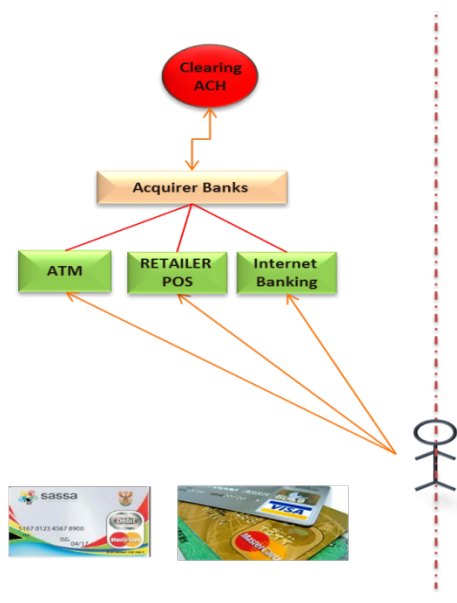 Clearing
ACH
Acquirer Banks
ATM
RETAILER
POS
Internet
Banking
sassa
5167 0123 4567 8900
Debit
04/17
MasterCard
VISA
MasterCard